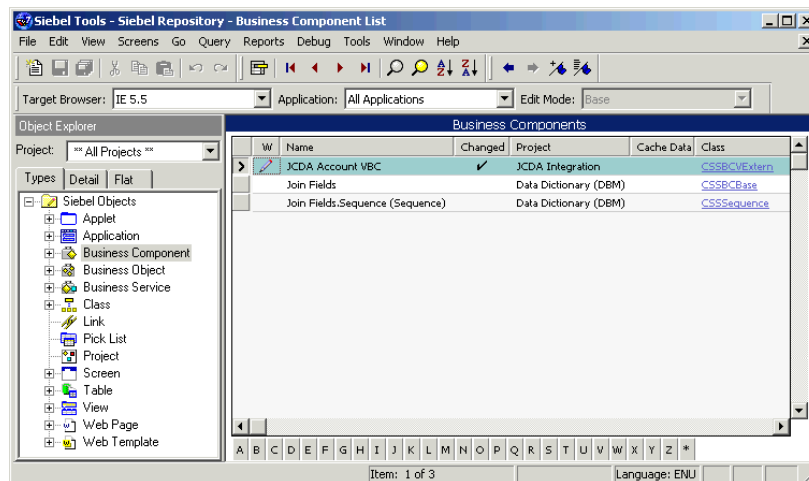 Siebel Tools - Siebel Repository - Business Component List
File Edit View Screens Go Query Reports Debug Tools Window Help
Target Browser: IE 5.5 Application: All Applications Edit Mode: Base
Object Explorer
Business Components
Project: ** All Projects **
W Name Changed Project Cache Data Class
JCDA Account VBC JCDA Integration CSSBCVExtern
Join Fields Data Dictionary (DBM) CSSBCBase
Join Fields.Sequence (Sequence) Data Dictionary (DBM) CSSSequence
Types Detail Flat
Siebel Objects
Applet
Application
Business Component
Business Object
Business Service
Class
Link
Pick List
Project
Screen
Table
View
Web Page
Web Template
A B C D E F G H I J K L M N O P Q R S T U V W X Y Z *
Item: 1 of 3 Language: ENU